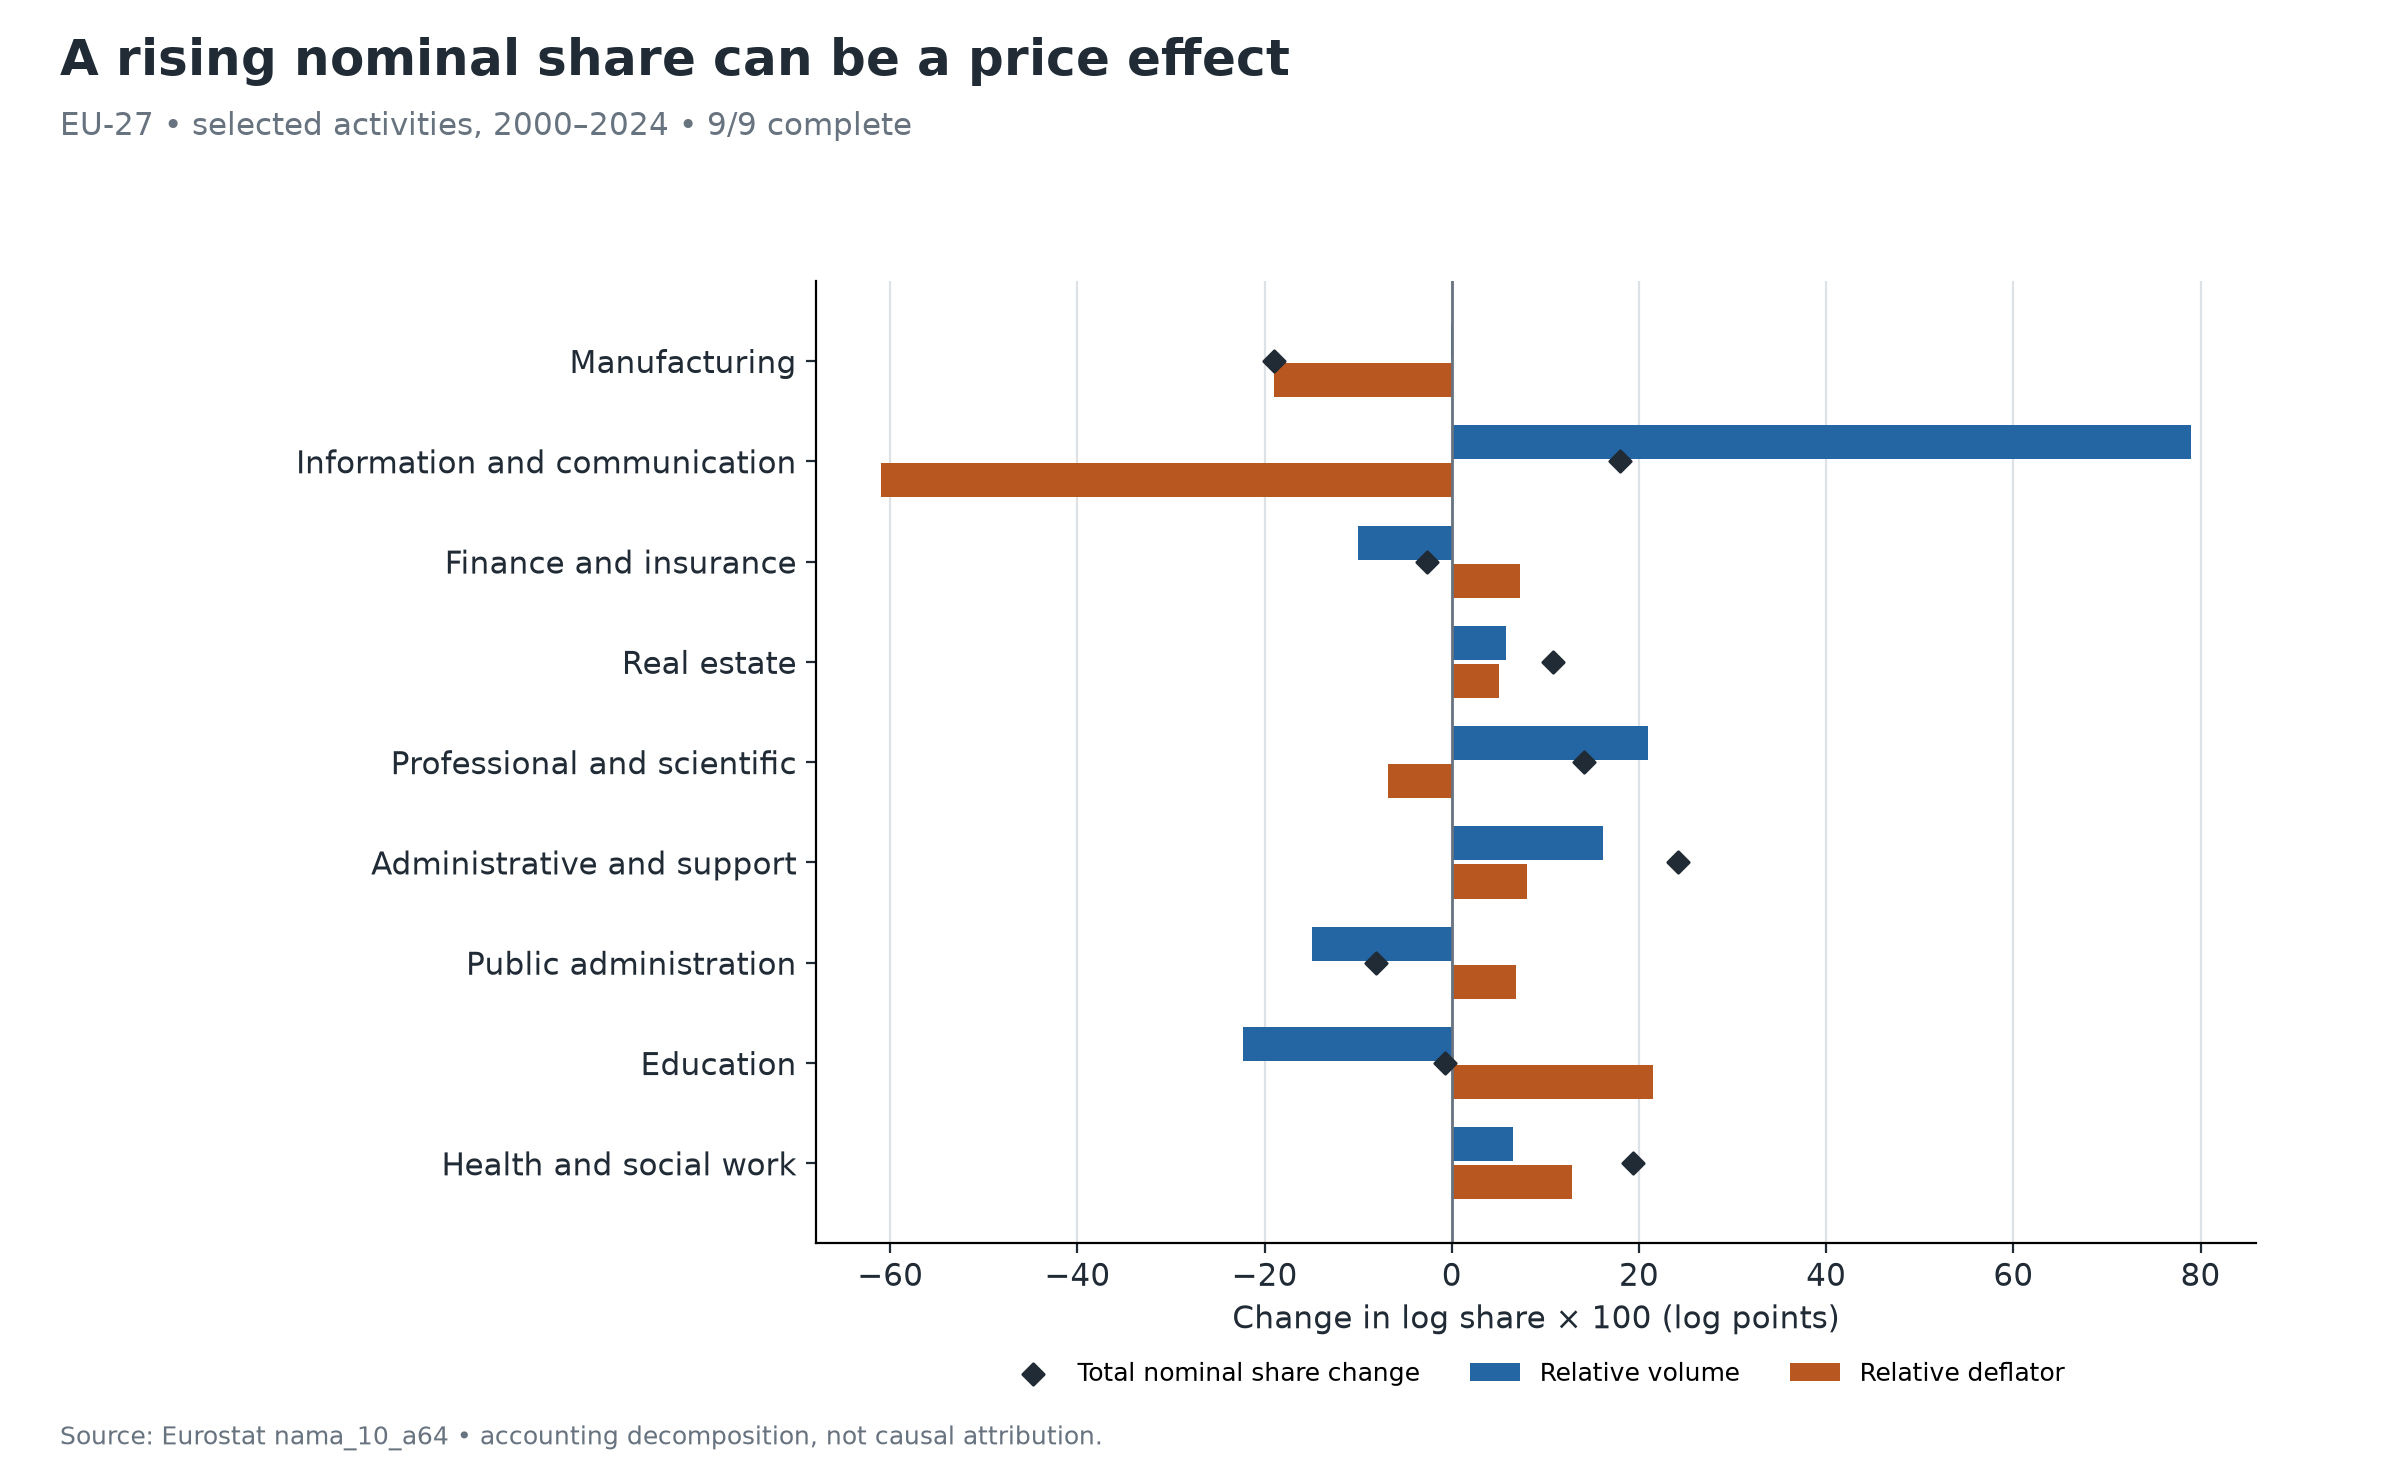 A rising nominal share can be a price effect
EU-27 • selected activities, 2000–2024 • 9/9 complete
Manufacturing
Information and communication
Finance and insurance
Real estate
Professional and scientific
Administrative and support
Public administration
Education
Health and social work
−60 −40 −20 0 20 40 60 80
Change in log share × 100 (log points)
Total nominal share change Relative volume Relative deflator
Source: Eurostat nama_10_a64 • accounting decomposition, not causal attribution.